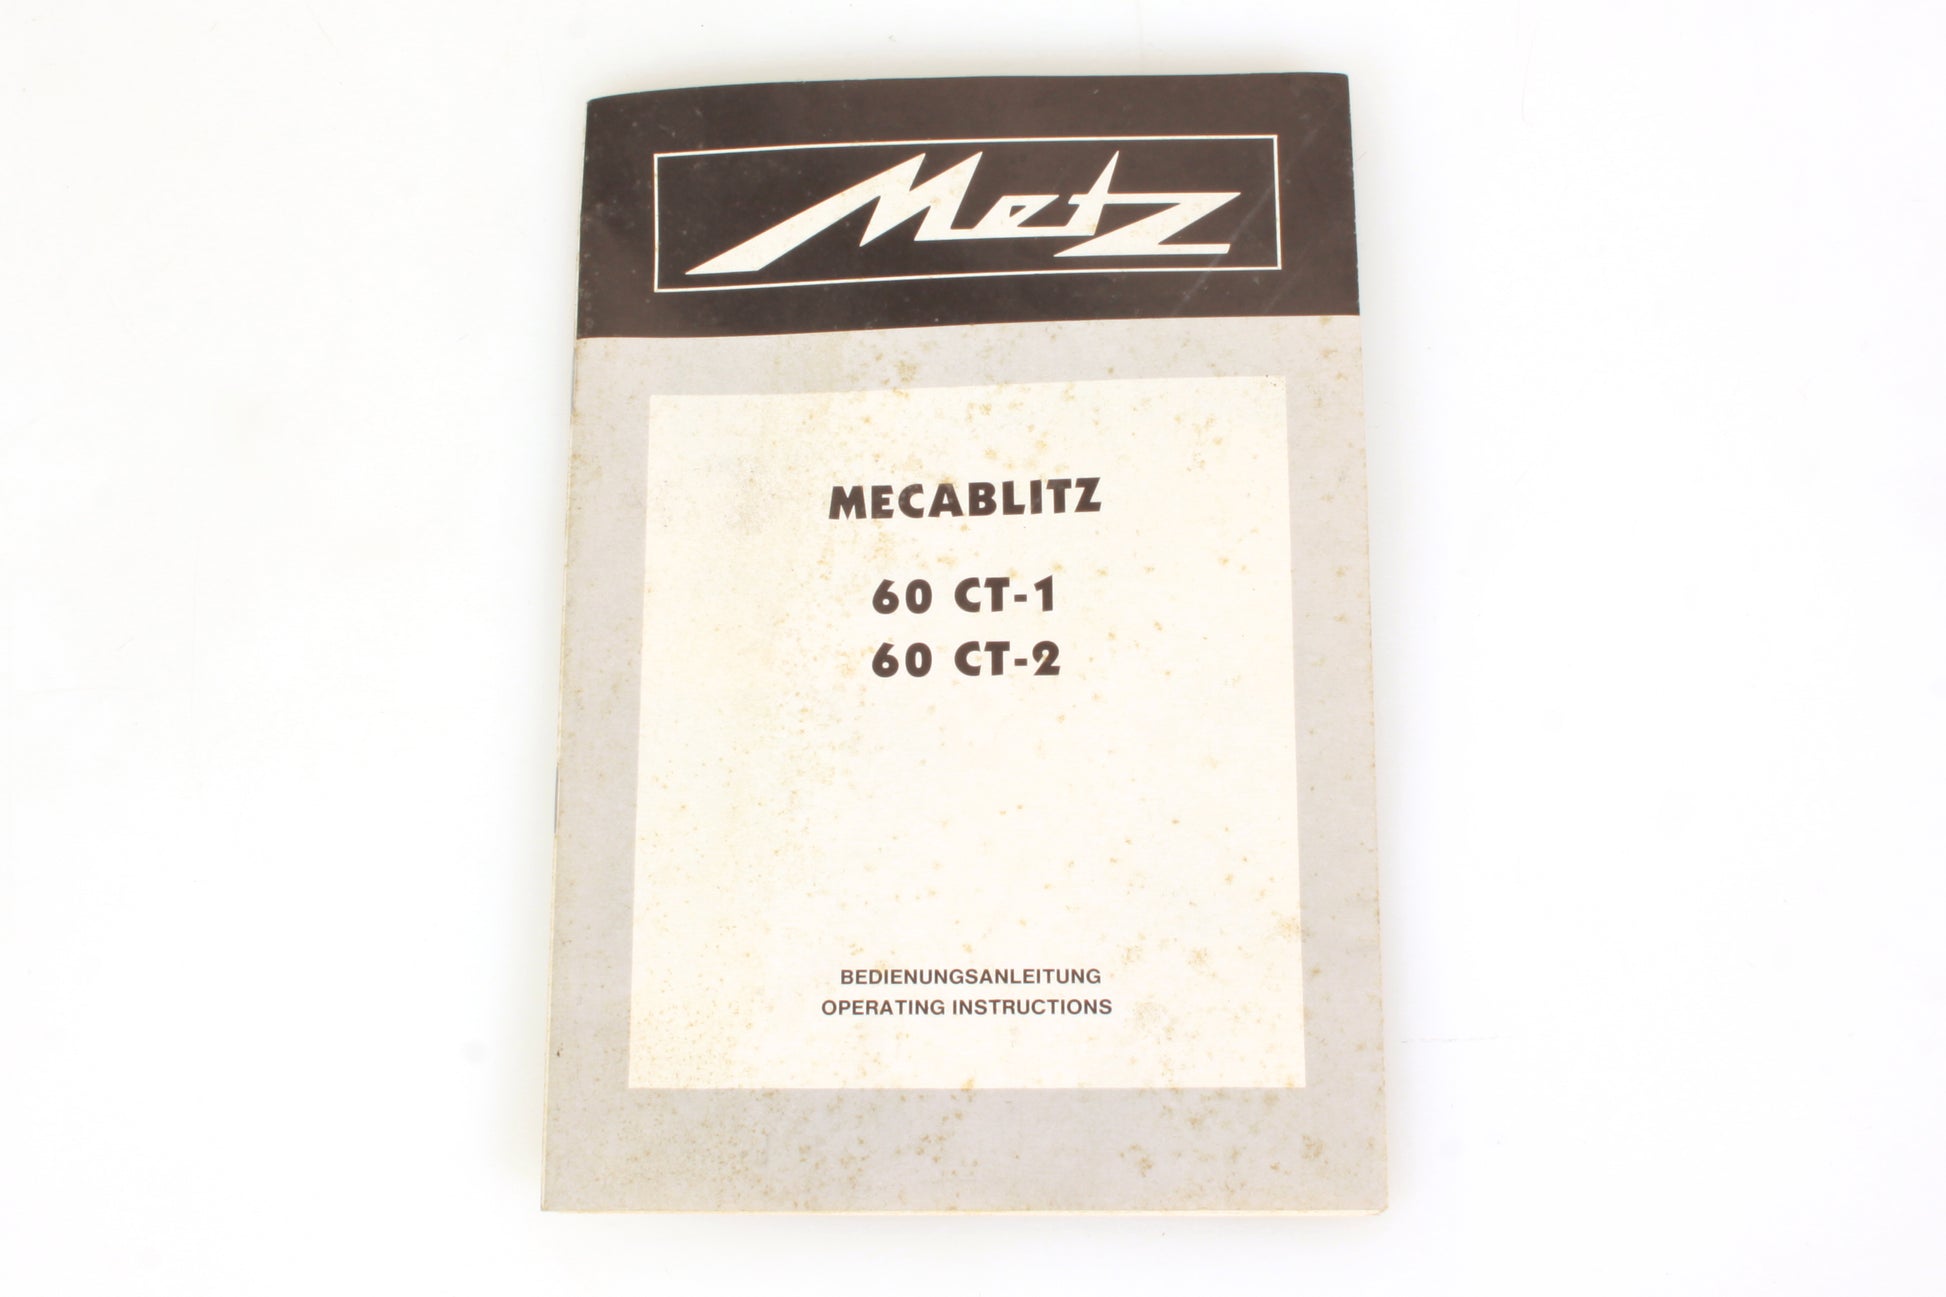 Metz
MECABLITZ
60 CT-1
60 CT-2
BEDIENUNGSANLEITUNG
OPERATING INSTRUCTIONS